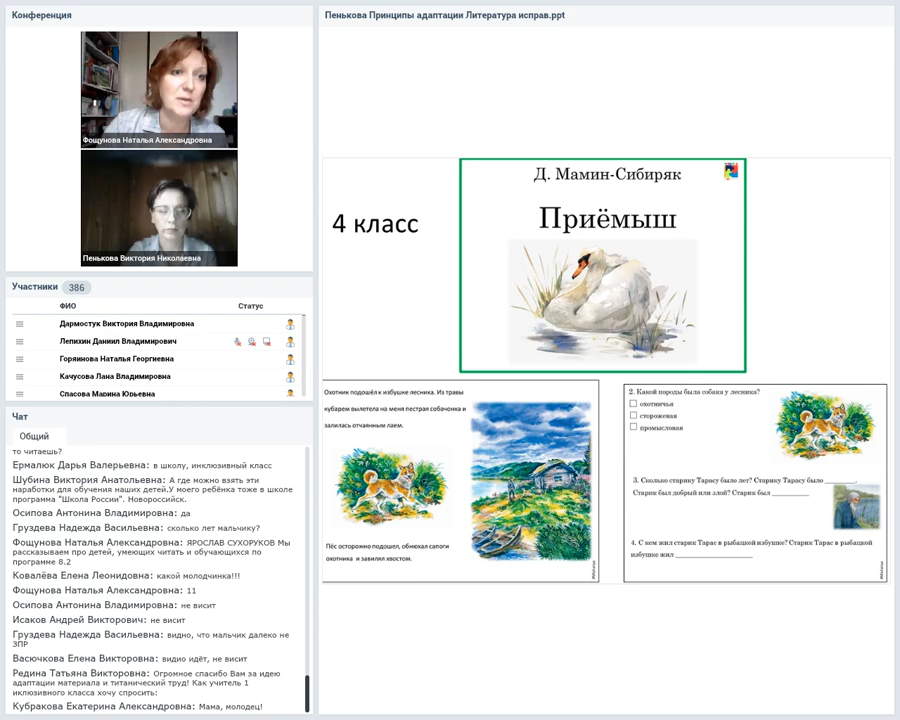 Конференция
Фощунова Наталья Александровна
Пенькова Виктория Николаевна
Участники 386
ФИО Статус
Дармостук Виктория Владимировна
Лепихин Даниил Владимирович
Горяинова Наталья Георгиевна
Качусова Лана Владимировна
Спасова Марина Юрьевна
Чат
Общий
то читаешь?
Ермалюк Дарья Валерьевна: в школу, инклюзивный класс
Шубина Виктория Анатольевна: А где можно взять эти
наработки для обучения наших детей.У моего ребёнка тоже в школе
программа "Школа России". Новороссийск.
Осипова Антонина Владимировна: да
Груздева Надежда Васильевна: сколько лет мальчику?
Фощунова Наталья Александровна: ЯРОСЛАВ СУХОРУКОВ Мы
рассказываем про детей, умеющих читать и обучающихся по
программе 8.2
Ковалёва Елена Леонидовна: какой молодчинка!!!
Фощунова Наталья Александровна: 11
Осипова Антонина Владимировна: не висит
Исаков Андрей Викторович: не висит
Груздева Надежда Васильевна: видно, что мальчик далеко не
ЗПР
Васючкова Елена Викторовна: видио идёт, не висит
Редина Татьяна Викторовна: Огромное спасибо Вам за идею
адаптации материала и титанический труд! Как учитель 1
иклюзивного класса хочу спросить:
Кубракова Екатерина Александровна: Мама, молодец!
Пенькова Принципы адаптации Литература исправ.ppt
4 класс
Д. Мамин-Сибиряк
Приёмыш
Охотник подошёл к избушке лесника. Из травы
кубарем вылетела на меня пестрая собачонка и
залилась отчаянным лаем.
Пёс осторожно подошел, обнюхал сапоги
охотника и завилял хвостом.
2. Какой породы была собака у лесника?
охотничья
сторожевая
промысловая
3. Сколько старику Тарасу было лет? Старику Тарасу было ________.
Старик был добрый или злой? Старик был _________
4. С кем жил старик Тарас в рыбацкой избушке? Старик Тарас в рыбацкой
избушке жил ___________________